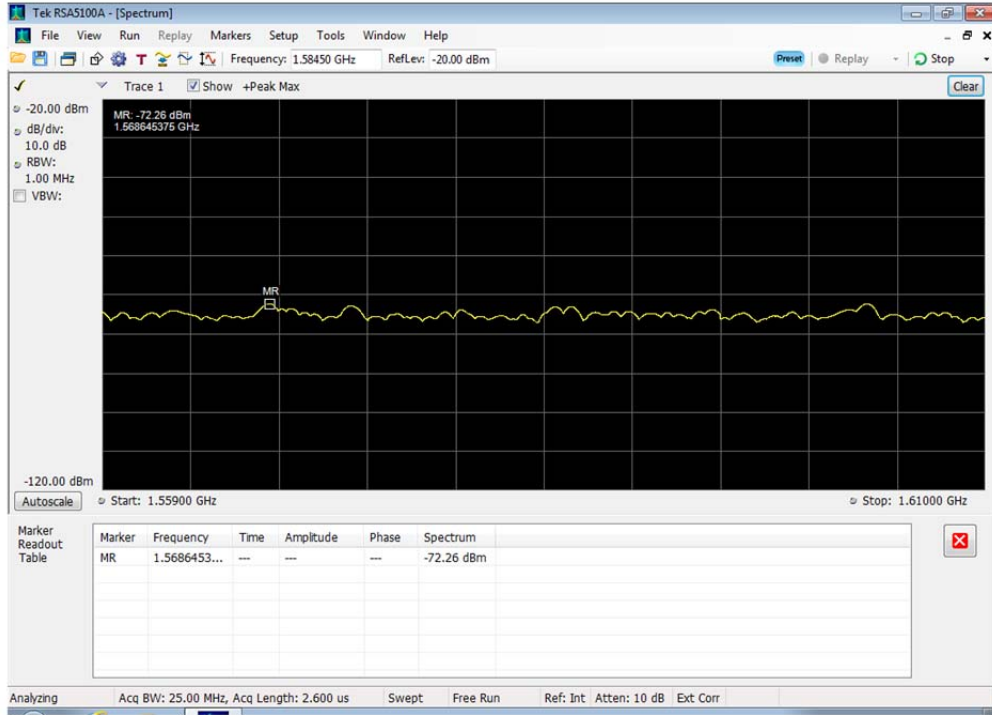 Tek RSA5100A - [Spectrum]
File View Run Replay Markers Setup Tools Window Help
T Frequency: 1.58450 GHz RefLev: -20.00 dBm Preset Replay Stop
Trace 1 Show +Peak Max Clear
-20.00 dBm
dB/div:
10.0 dB
RBW:
1.00 MHz
VBW:
MR: -72.26 dBm
1.568645375 GHz
MR
-120.00 dBm
Autoscale Start: 1.55900 GHz Stop: 1.61000 GHz
Marker Readout Table
Marker Frequency Time Amplitude Phase Spectrum
MR 1.5686453... --- --- --- -72.26 dBm
Analyzing Acq BW: 25.00 MHz, Acq Length: 2.600 us Swept Free Run Ref: Int Atten: 10 dB Ext Corr